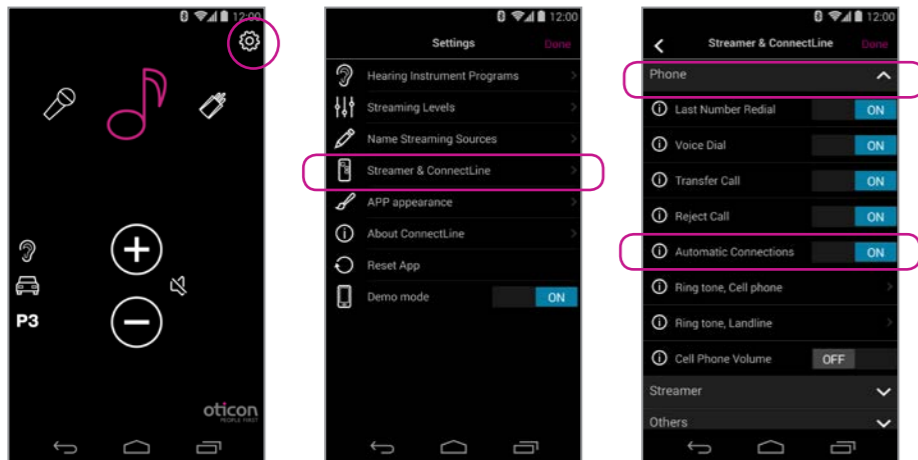 12:00
P3
oticon
PEOPLE FIRST
12:00
Settings
Done
Hearing Instrument Programs
Streaming Levels
Name Streaming Sources
Streamer & ConnectLine
APP appearance
About ConnectLine
Reset App
Demo mode ON
12:00
Streamer & ConnectLine
Done
Phone
Last Number Redial ON
Voice Dial ON
Transfer Call ON
Reject Call ON
Automatic Connections ON
Ring tone, Cell phone
Ring tone, Landline
Cell Phone Volume OFF
Streamer
Others